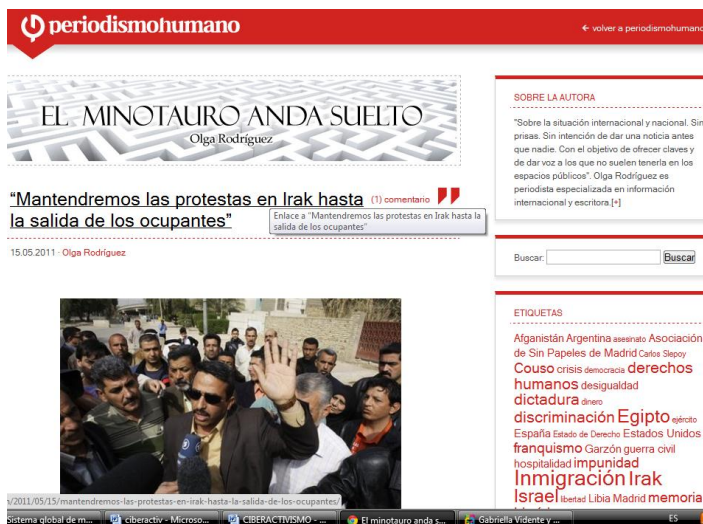 periodismohumano
← volver a periodismohumano
EL MINOTAURO ANDA SUELTO
Olga Rodríguez
“Mantendremos las protestas en Irak hasta
la salida de los ocupantes”
(1) comentario
Enlace a "Mantendremos las protestas en Irak hasta la
salida de los ocupantes"
15.05.2011 · Olga Rodríguez
SOBRE LA AUTORA
"Sobre la situación internacional y nacional. Sin
prisas. Sin intención de dar una noticia antes
que nadie. Con el objetivo de ofrecer claves y
de dar voz a los que no suelen tenerla en los
espacios públicos". Olga Rodríguez es
periodista especializada en información
internacional y escritora.[+]
Buscar:
Buscar
ETIQUETAS
Afganistán Argentina asesinato Asociación
de Sin Papeles de Madrid Carlos Slepoy
Couso crisis democracia derechos
humanos desigualdad
dictadura dinero
discriminación Egipto ejército
España Estado de Derecho Estados Unidos
franquismo Garzón guerra civil
hospitalidad impunidad
Inmigración Irak
Israel libertad Libia Madrid memoria
/2011/05/15/mantendremos-las-protestas-en-irak-hasta-la-salida-de-los-ocupantes/
Sistema global de m...
ciberactiv - Microso...
CIBERACTIVISMO - ...
El minotauro anda s...
Gabriella Vidente y ...
ES